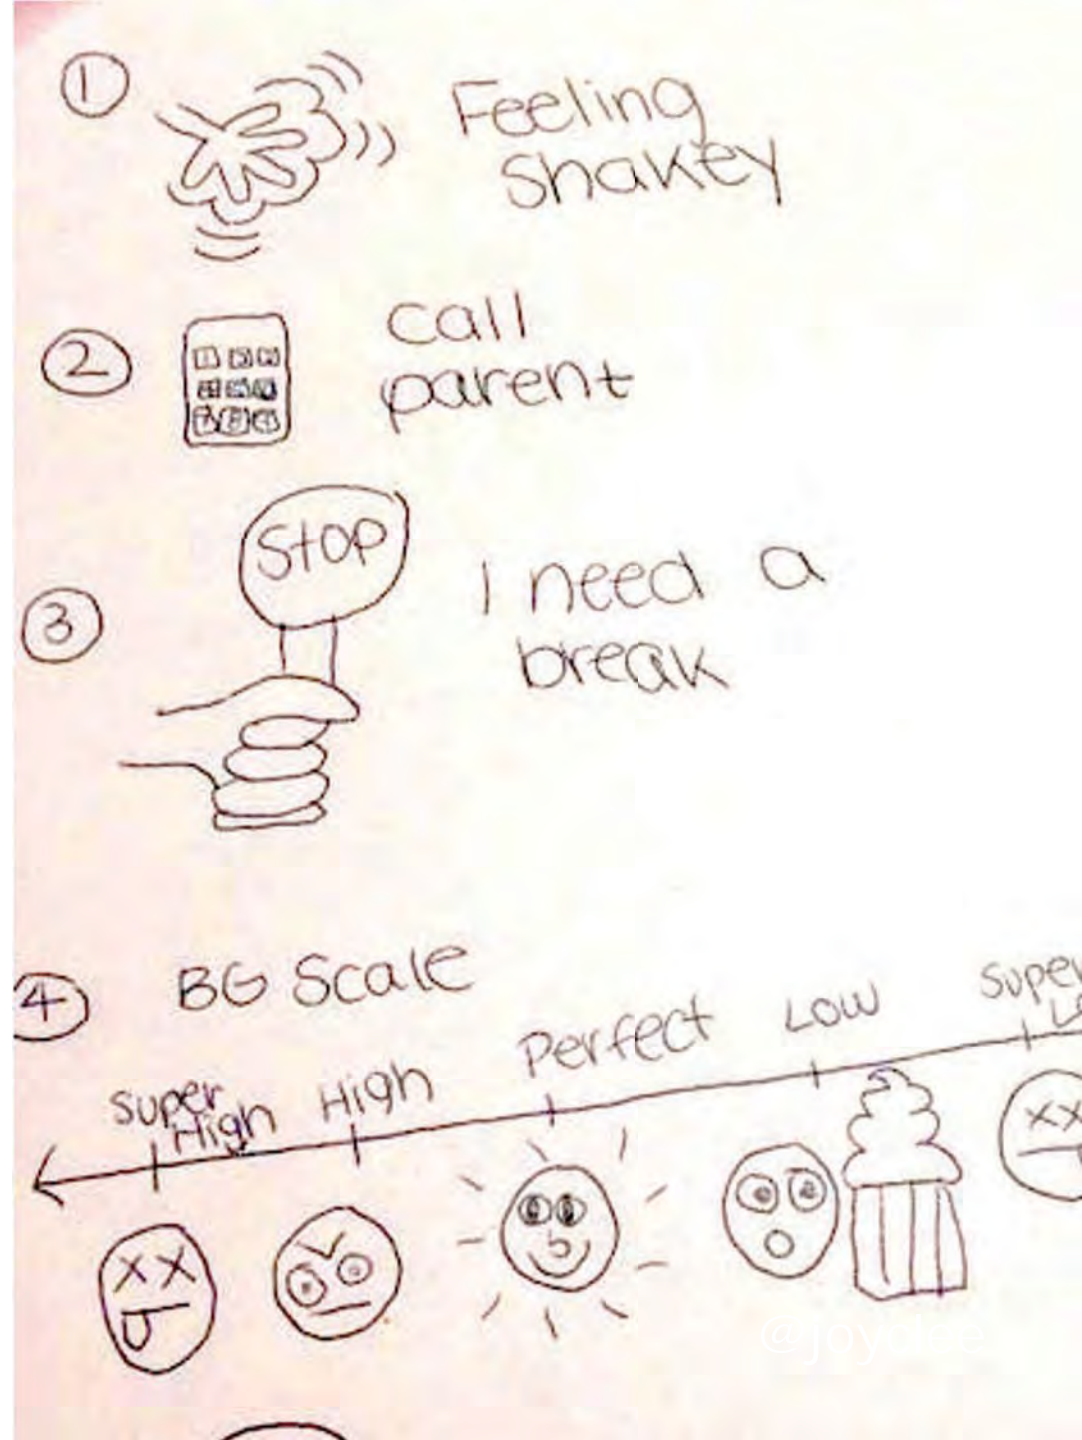 1
Feeling
Shakey
2
call
parent
3
Stop
I need a
break
4
BG Scale
Super
High
High
Perfect
Low
Super